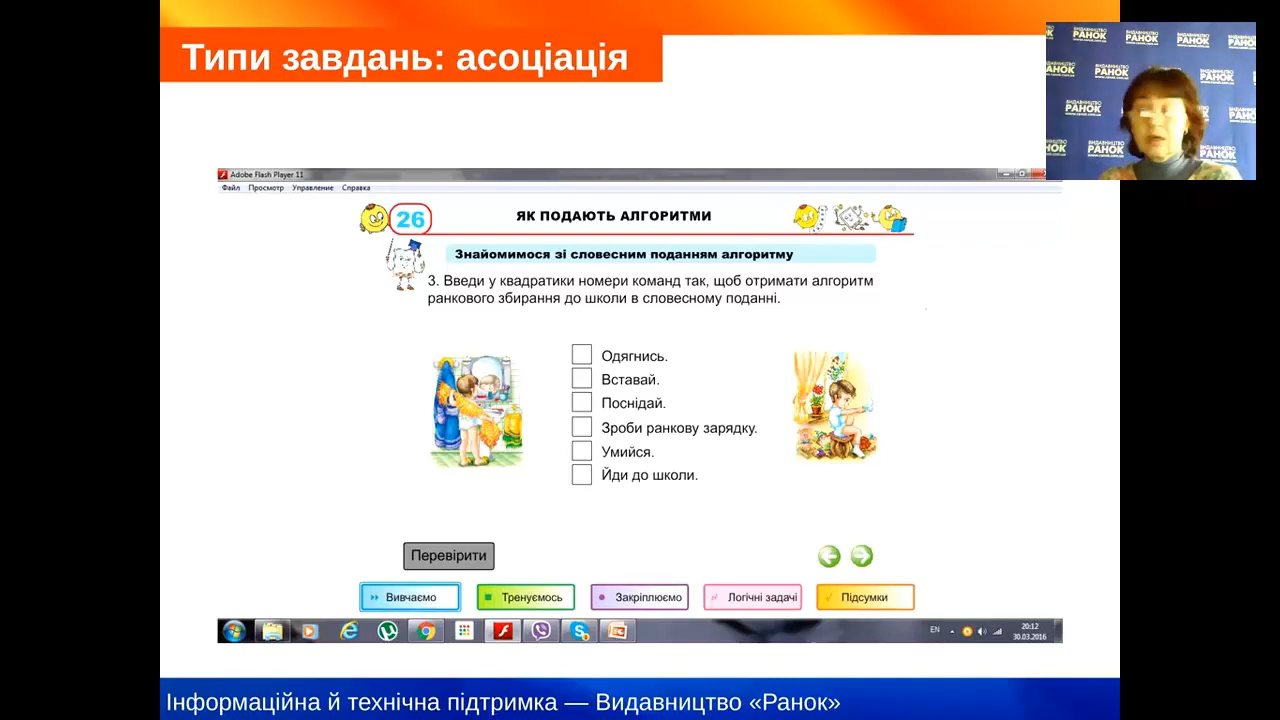 Типи завдань: асоціація
ВИДАВНИЦТВО
РАНОК
Adobe Flash Player 11
Файл Просмотр Управление Справка
26
ЯК ПОДАЮТЬ АЛГОРИТМИ
Знайомимося зі словесним поданням алгоритму
3. Введи у квадратики номери команд так, щоб отримати алгоритм
ранкового збирання до школи в словесному поданні.
Одягнись.
Вставай.
Поснідай.
Зроби ранкову зарядку.
Умийся.
Йди до школи.
Перевірити
Вивчаємо
Тренуємось
Закріплюємо
Логічні задачі
Підсумки
EN
20:12
30.03.2016
Інформаційна й технічна підтримка — Видавництво «Ранок»